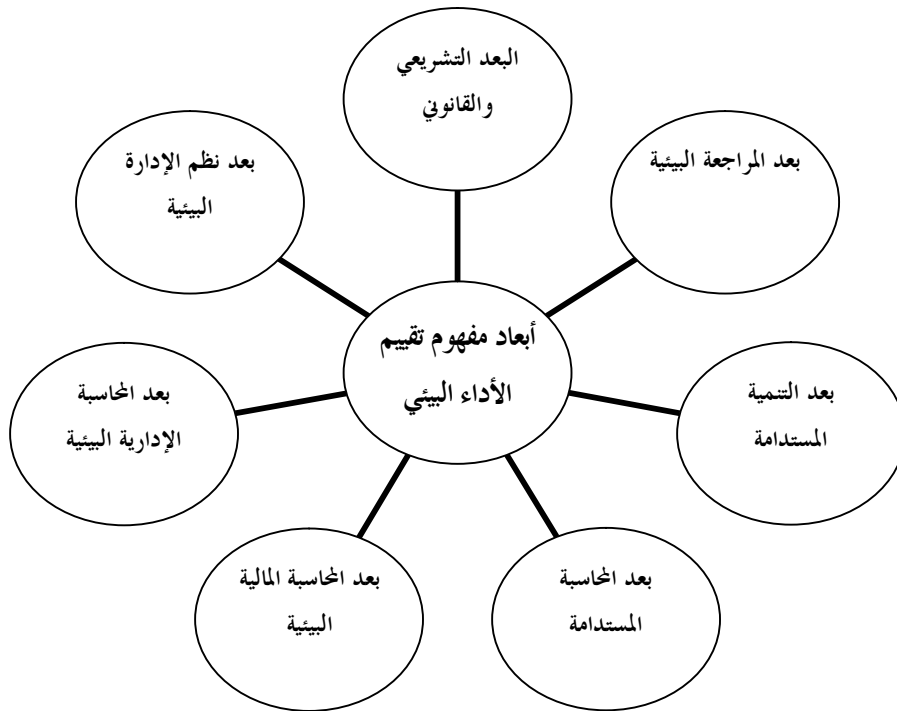 البعد التشريعي
والقانوني
بعد المراجعة البيئية
بعد نظم الإدارة
البيئية
أبعاد مفهوم تقييم
الأداء البيئي
بعد التنمية
المستدامة
بعد المحاسبة
الإدارية البيئية
بعد المحاسبة
المستدامة
بعد المحاسبة المالية
البيئية